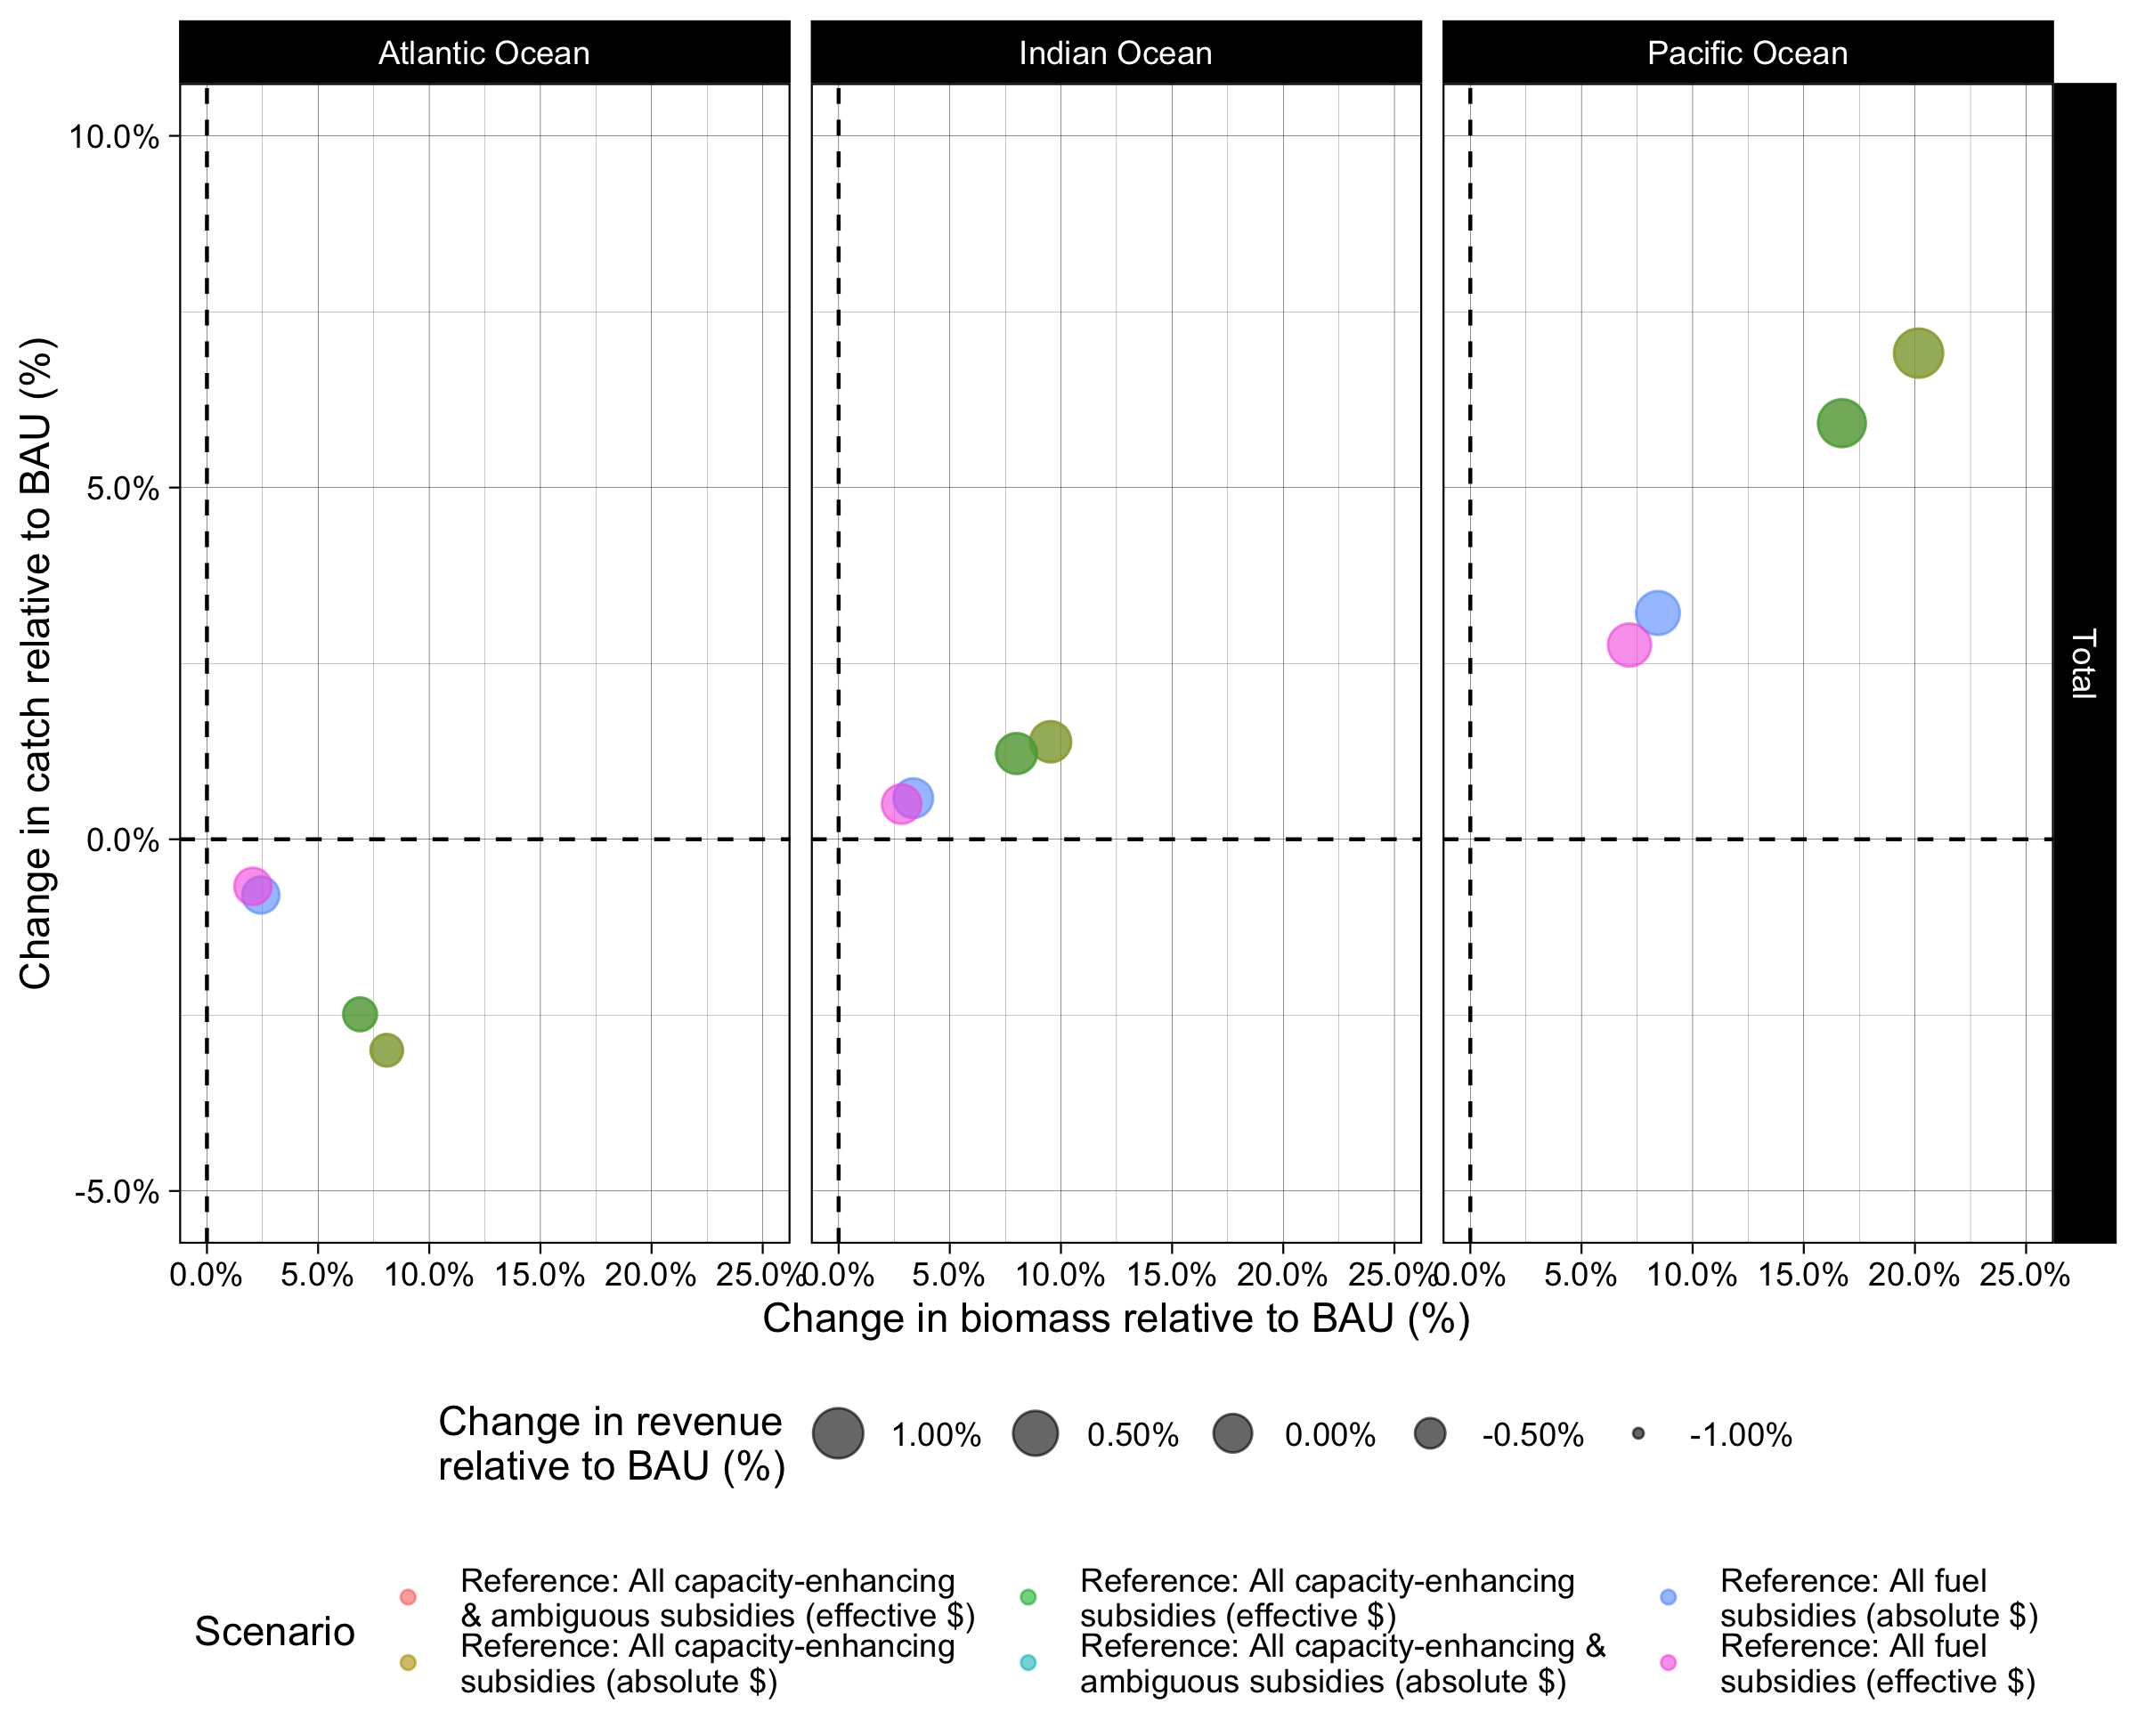 Atlantic Ocean
Indian Ocean
Pacific Ocean
Total
Change in catch relative to BAU (%)
10.0%
5.0%
0.0%
-5.0%
0.0% 5.0% 10.0% 15.0% 20.0% 25.0%
0.0% 5.0% 10.0% 15.0% 20.0% 25.0%
0.0% 5.0% 10.0% 15.0% 20.0% 25.0%
Change in biomass relative to BAU (%)
Change in revenue
relative to BAU (%)
1.00%
0.50%
0.00%
-0.50%
-1.00%
Scenario
Reference: All capacity-enhancing
& ambiguous subsidies (effective $)
Reference: All capacity-enhancing
subsidies (absolute $)
Reference: All capacity-enhancing
subsidies (effective $)
Reference: All capacity-enhancing &
ambiguous subsidies (absolute $)
Reference: All fuel
subsidies (absolute $)
Reference: All fuel
subsidies (effective $)